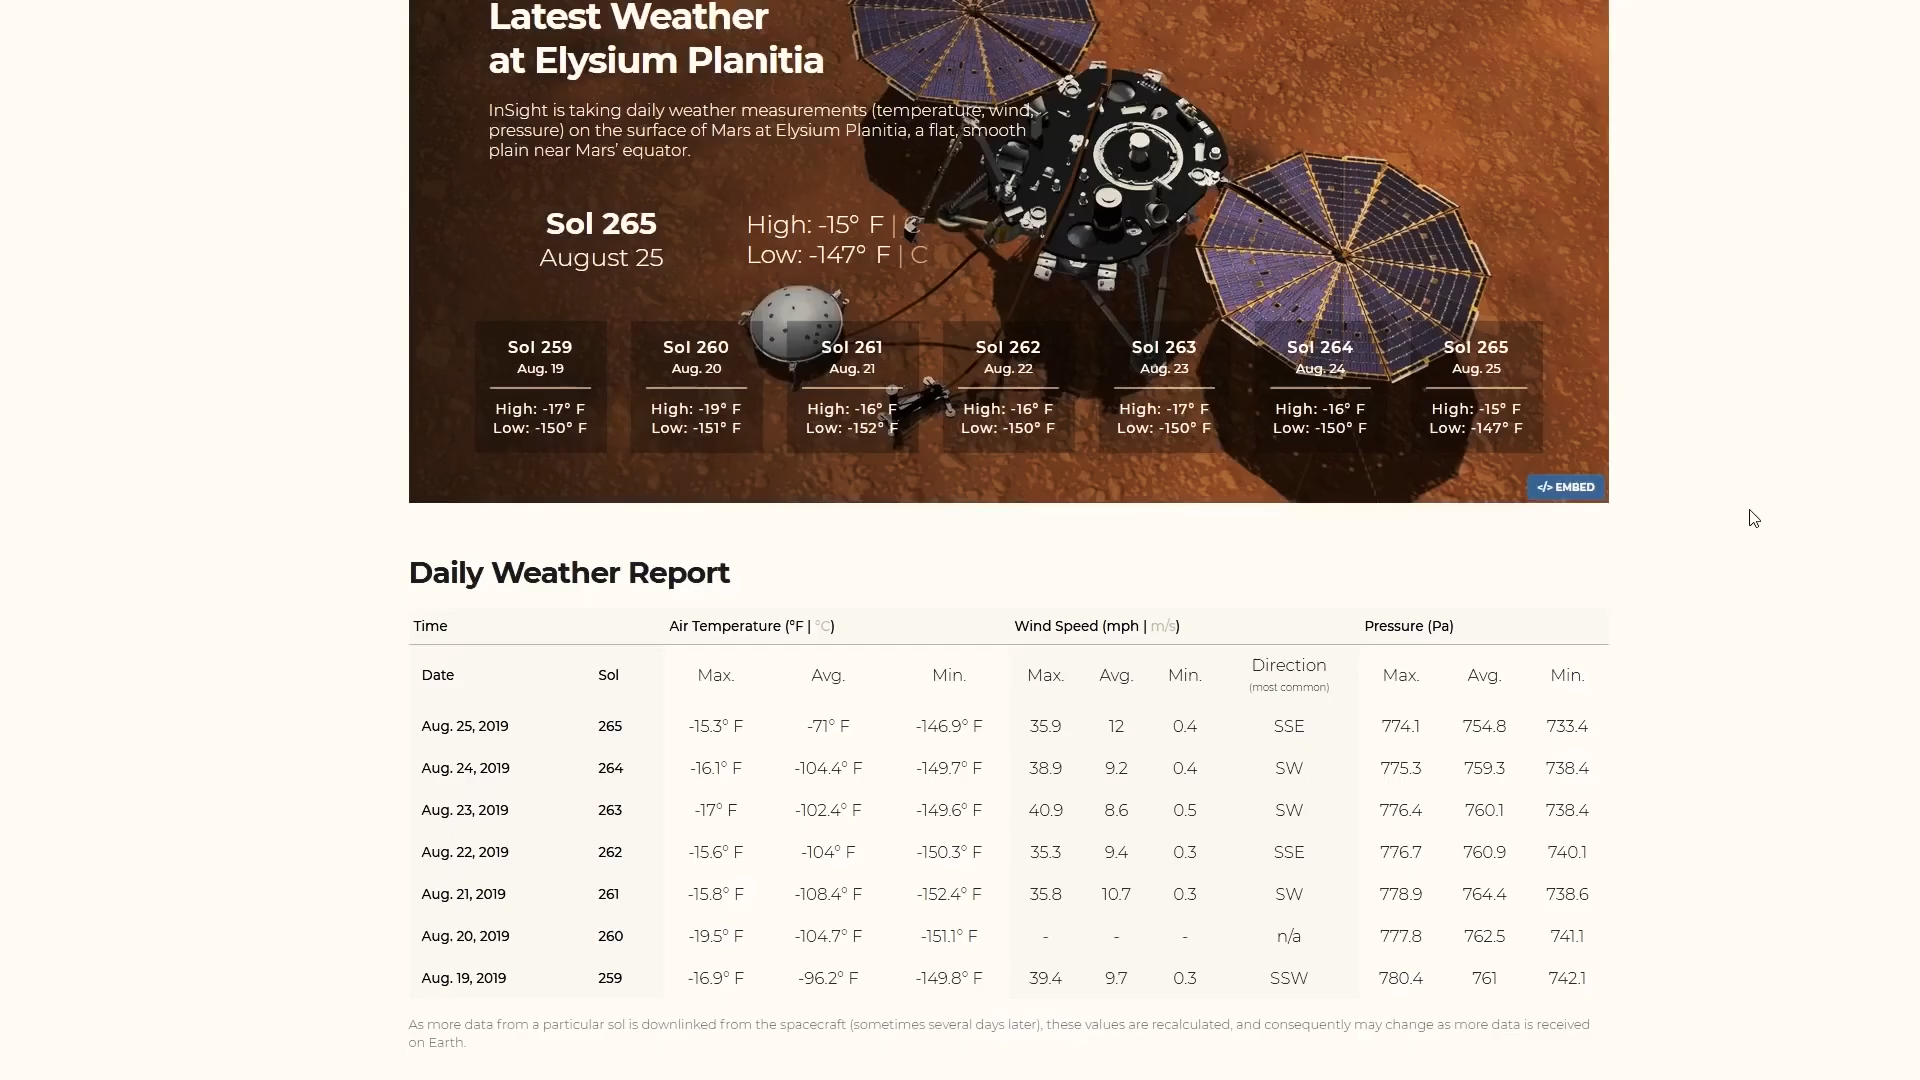 Latest Weather
at Elysium Planitia
InSight is taking daily weather measurements (temperature, wind,
pressure) on the surface of Mars at Elysium Planitia, a flat, smooth
plain near Mars’ equator.
Sol 265
August 25
High: -15° F | C
Low: -147° F | C
Sol 259 Sol 260 Sol 261 Sol 262 Sol 263 Sol 264 Sol 265
Aug. 19 Aug. 20 Aug. 21 Aug. 22 Aug. 23 Aug. 24 Aug. 25
High: -17° F High: -19° F High: -16° F High: -16° F High: -17° F High: -16° F High: -15° F
Low: -150° F Low: -151° F Low: -152° F Low: -150° F Low: -150° F Low: -150° F Low: -147° F
</> EMBED
Daily Weather Report
Time Air Temperature (°F | °C) Wind Speed (mph | m/s) Pressure (Pa)
Date Sol Max. Avg. Min. Max. Avg. Min. Direction (most common) Max. Avg. Min.
Aug. 25, 2019 265 -15.3° F -71° F -146.9° F 35.9 12 0.4 SSE 774.1 754.8 733.4
Aug. 24, 2019 264 -16.1° F -104.4° F -149.7° F 38.9 9.2 0.4 SW 775.3 759.3 738.4
Aug. 23, 2019 263 -17° F -102.4° F -149.6° F 40.9 8.6 0.5 SW 776.4 760.1 738.4
Aug. 22, 2019 262 -15.6° F -104° F -150.3° F 35.3 9.4 0.3 SSE 776.7 760.9 740.1
Aug. 21, 2019 261 -15.8° F -108.4° F -152.4° F 35.8 10.7 0.3 SW 778.9 764.4 738.6
Aug. 20, 2019 260 -19.5° F -104.7° F -151.1° F - - - n/a 777.8 762.5 741.1
Aug. 19, 2019 259 -16.9° F -96.2° F -149.8° F 39.4 9.7 0.3 SSW 780.4 761 742.1
As more data from a particular sol is downlinked from the spacecraft (sometimes several days later), these values are recalculated, and consequently may change as more data is received
on Earth.